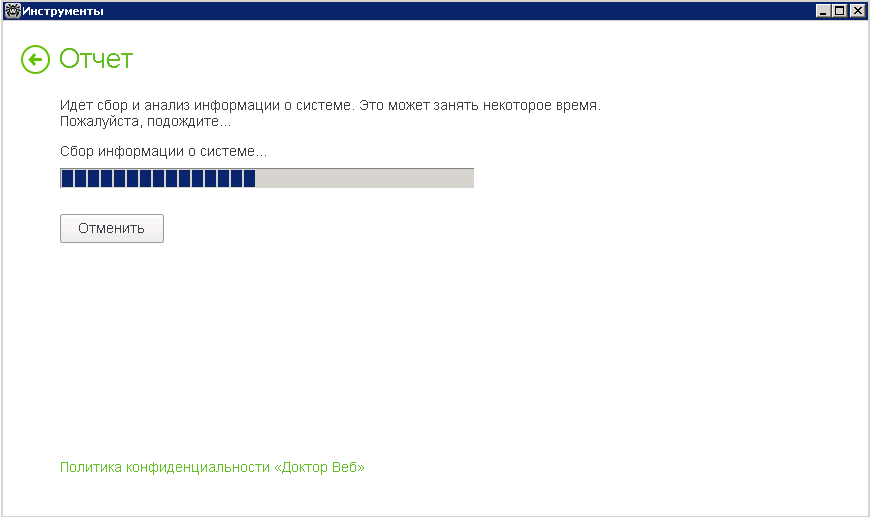 Инструменты
Отчет
Идет сбор и анализ информации о системе. Это может занять некоторое время.
Пожалуйста, подождите...
Сбор информации о системе...
Отменить
Политика конфиденциальности «Доктор Веб»